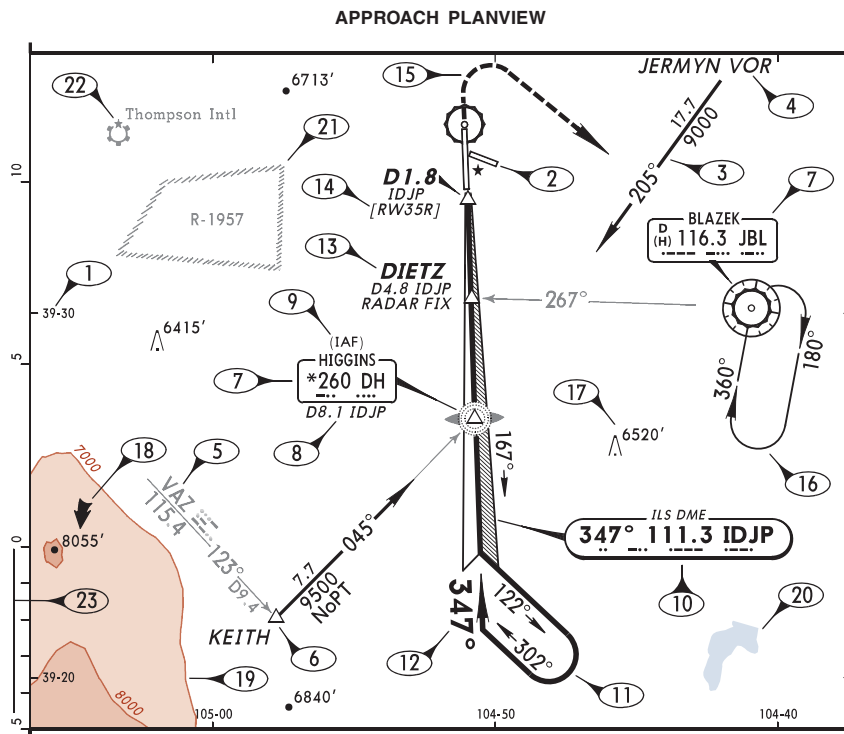 APPROACH PLANVIEW
22
6713'
15
JERMYN VOR
4
Thompson Intl
21
17.7
9000
10
D1.8
IDJP
[RW35R]
14
2
205°
3
7
R-1957
13
BLAZEK
D
(H) 116.3 JBL
1
DIETZ
D4.8 IDJP
RADAR FIX
39-30
9
267°
6415'
(IAF)
HIGGINS
*260 DH
D8.1 IDJP
7
360°
180°
5
17
8
6520'
167°
16
7000
18
5
VAZ
115.4
045°
ILS DME
347° 111.3 IDJP
0
8055'
123°
D9.4
7.7
9500
NoPT
10
23
KEITH
6
347°
122°
302°
20
12
39-20
19
11
8000
6840'
5
105-00
104-50
104-40